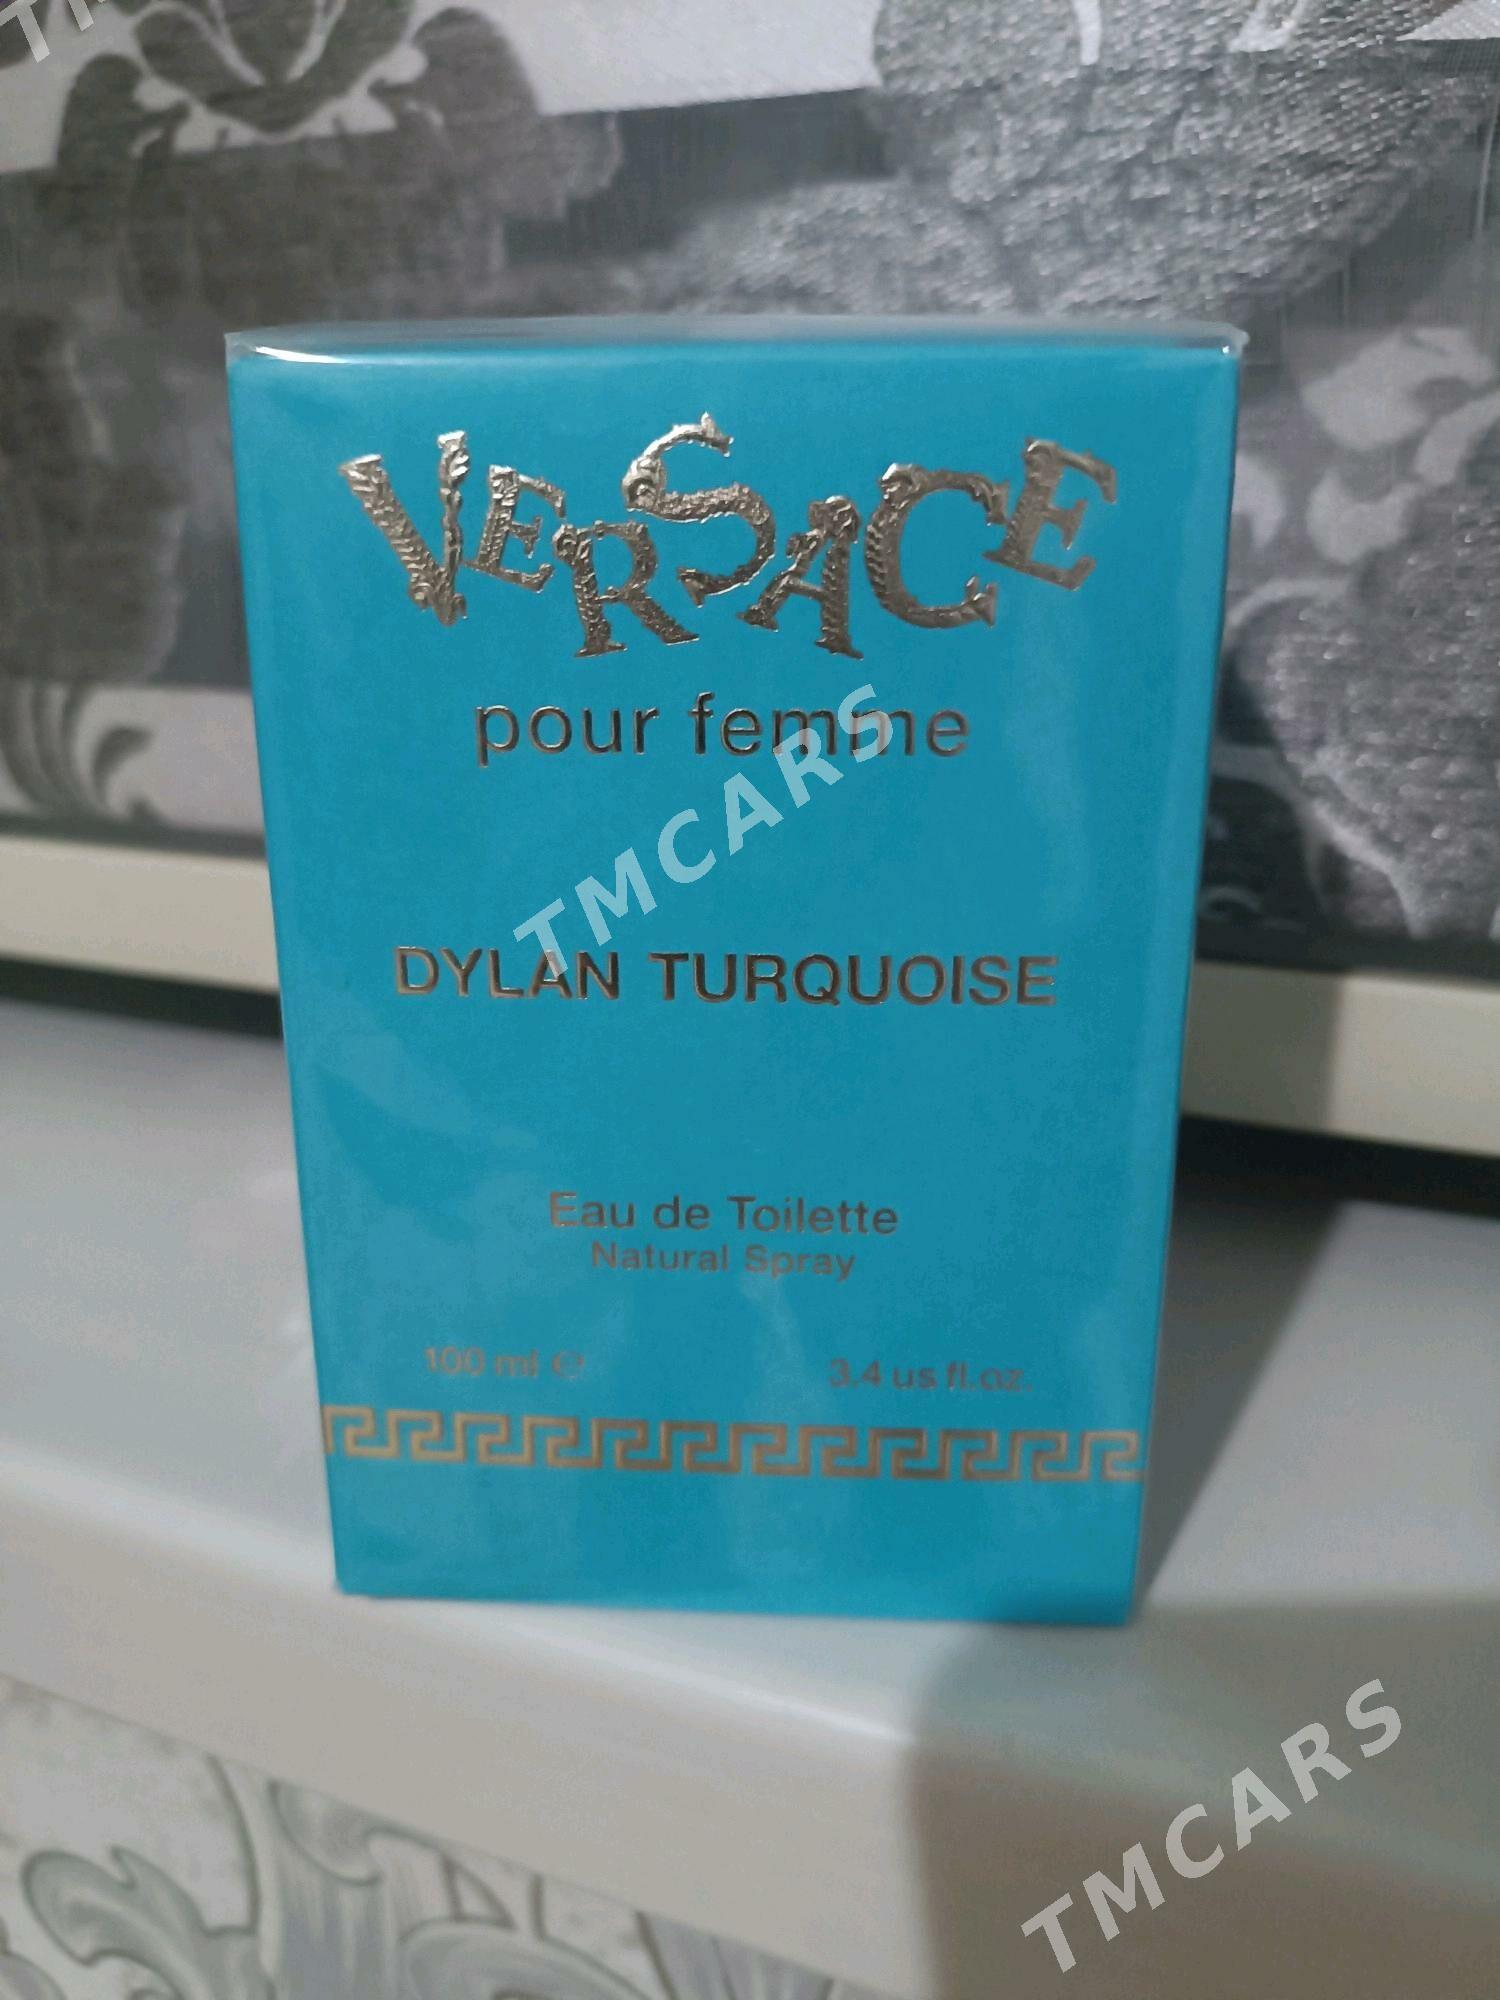 VERSACE
pour femme
TMCARS
DYLAN TURQUOISE
Eau de Toilette
Natural Spray
100 ml ℮ 3.4 us fl.oz.
TMCARS